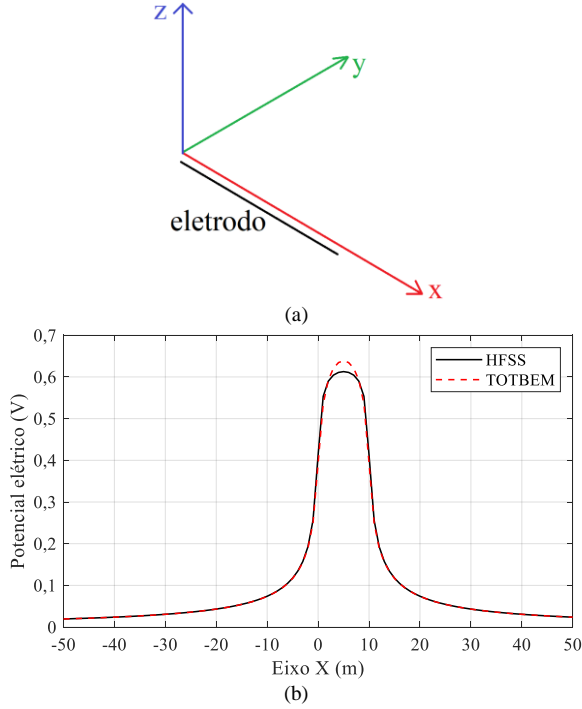 z
y
eletrodo
x
(a)
0,7
0,6
0,5
0,4
0,3
0,2
0,1
0
Potencial elétrico (V)
HFSS
TOTBEM
-50 -40 -30 -20 -10 0 10 20 30 40 50
Eixo X (m)
(b)